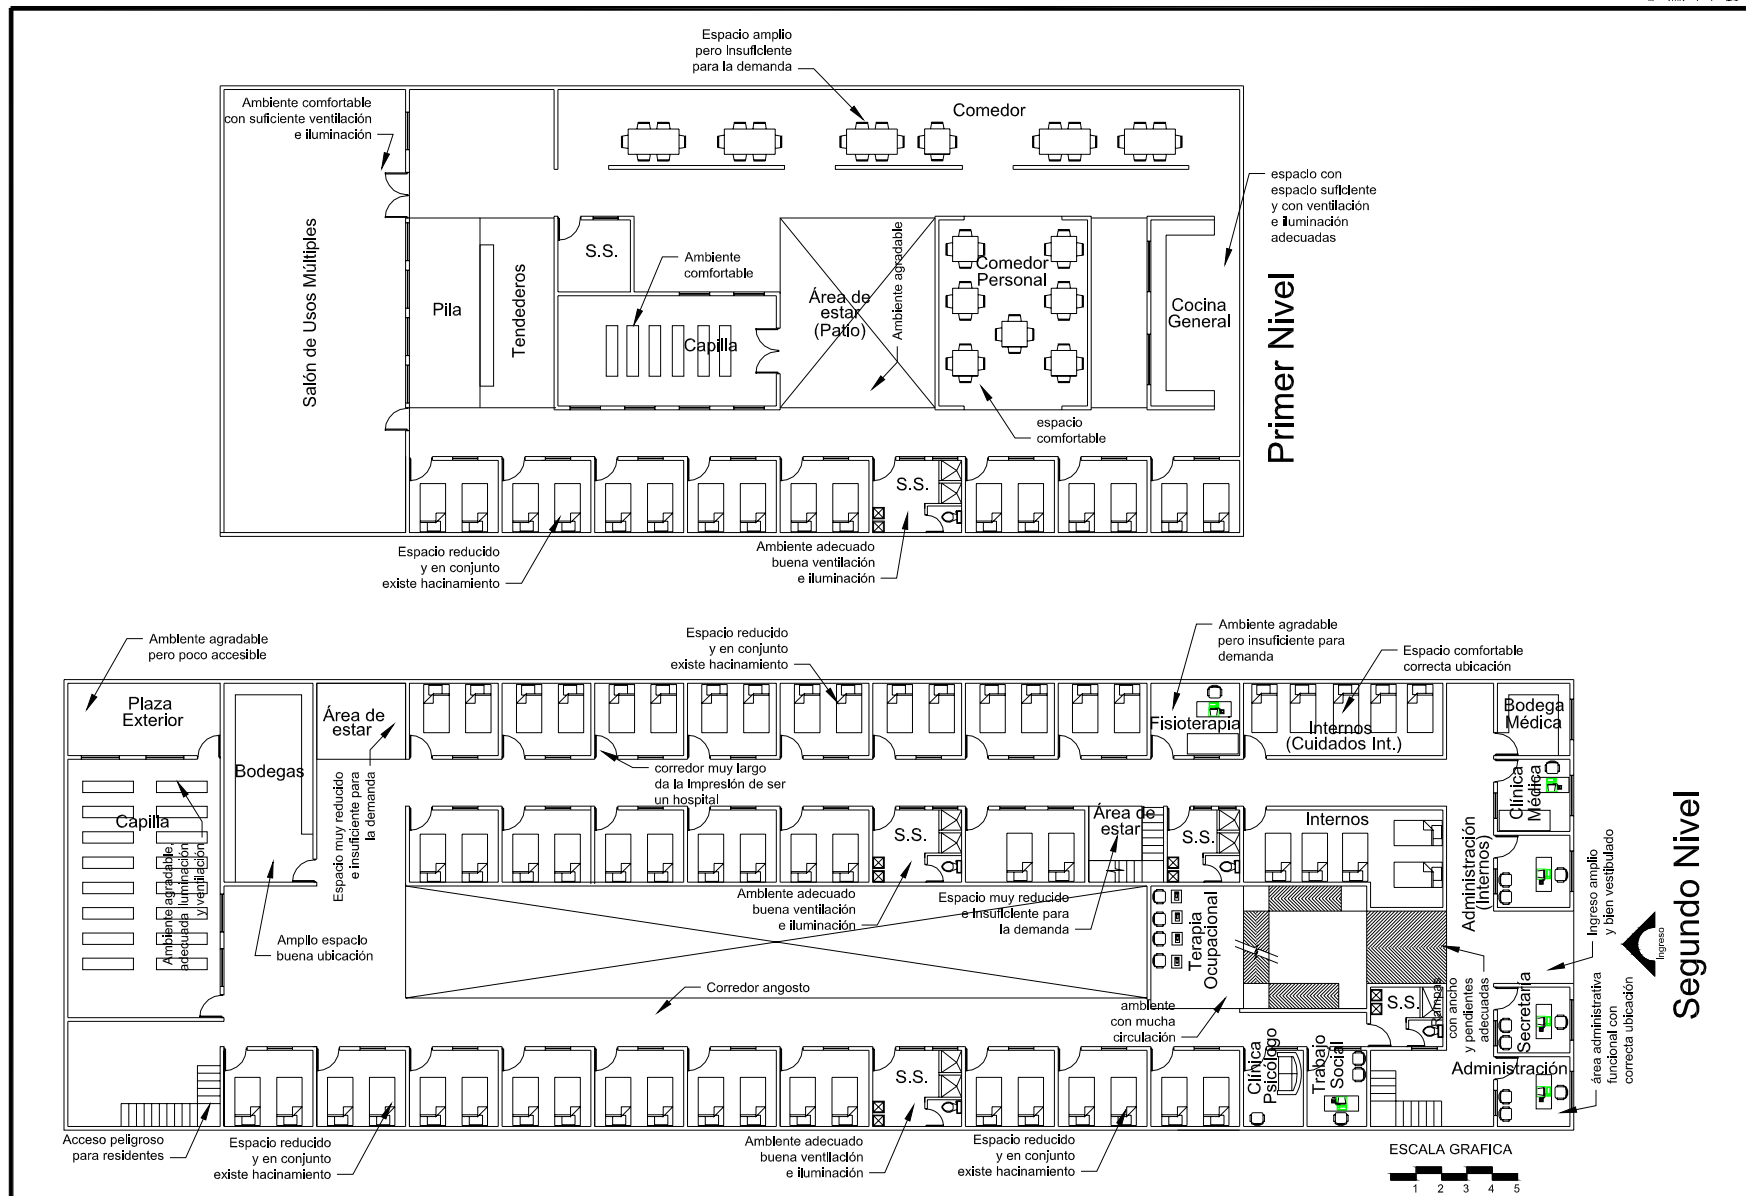 Espacio amplio
pero Insuficiente
para la demanda
Ambiente comfortable
con suficiente ventilación
e iluminación
Comedor
espacio con
espacio suficiente
y con ventilación
e iluminación
adecuadas
Salón de Usos Múltiples
Pila
Tendederos
S.S.
Ambiente
comfortable
Capilla
Área de
estar
(Patio)
Ambiente agradable
Comedor
Personal
Cocina
General
espacio
comfortable
Primer Nivel
S.S.
Espacio reducido
y en conjunto
existe hacinamiento
Ambiente adecuado
buena ventilación
e iluminación
Ambiente agradable
pero poco accesible
Espacio reducido
y en conjunto
existe hacinamiento
Ambiente agradable
pero insuficiente para
demanda
Espacio comfortable
correcta ubicación
Plaza
Exterior
Área de
estar
Fisioterapia
Internos
(Cuidados Int.)
Bodega
Médica
Bodegas
Espacio muy reducido
e insuficiente para
la demanda
corredor muy largo
da la Impresión de ser
un hospital
Clínica
Médica
Capilla
Ambiente agradable,
adecuada iluminación
y ventilación
S.S.
Área de
estar
S.S.
Internos
Administración
(Internos)
Ingreso amplio
y bien vestibulado
Ingreso
Segundo Nivel
Amplio espacio
buena ubicación
Ambiente adecuado
buena ventilación
e iluminación
Espacio muy reducido
e Insuficiente para
la demanda
Terapia
Ocupacional
Corredor angosto
ambiente
con mucha
circulación
Rampas
con ancho
y pendientes
adecuadas
S.S.
Secretaría
área administrativa
funcional con
correcta ubicación
Clínica
Psicólogo
Trabajo
Social
Administración
S.S.
Acceso peligroso
para residentes
Espacio reducido
y en conjunto
existe hacinamiento
Ambiente adecuado
buena ventilación
e iluminación
Espacio reducido
y en conjunto
existe hacinamiento
ESCALA GRAFICA
1 2 3 4 5